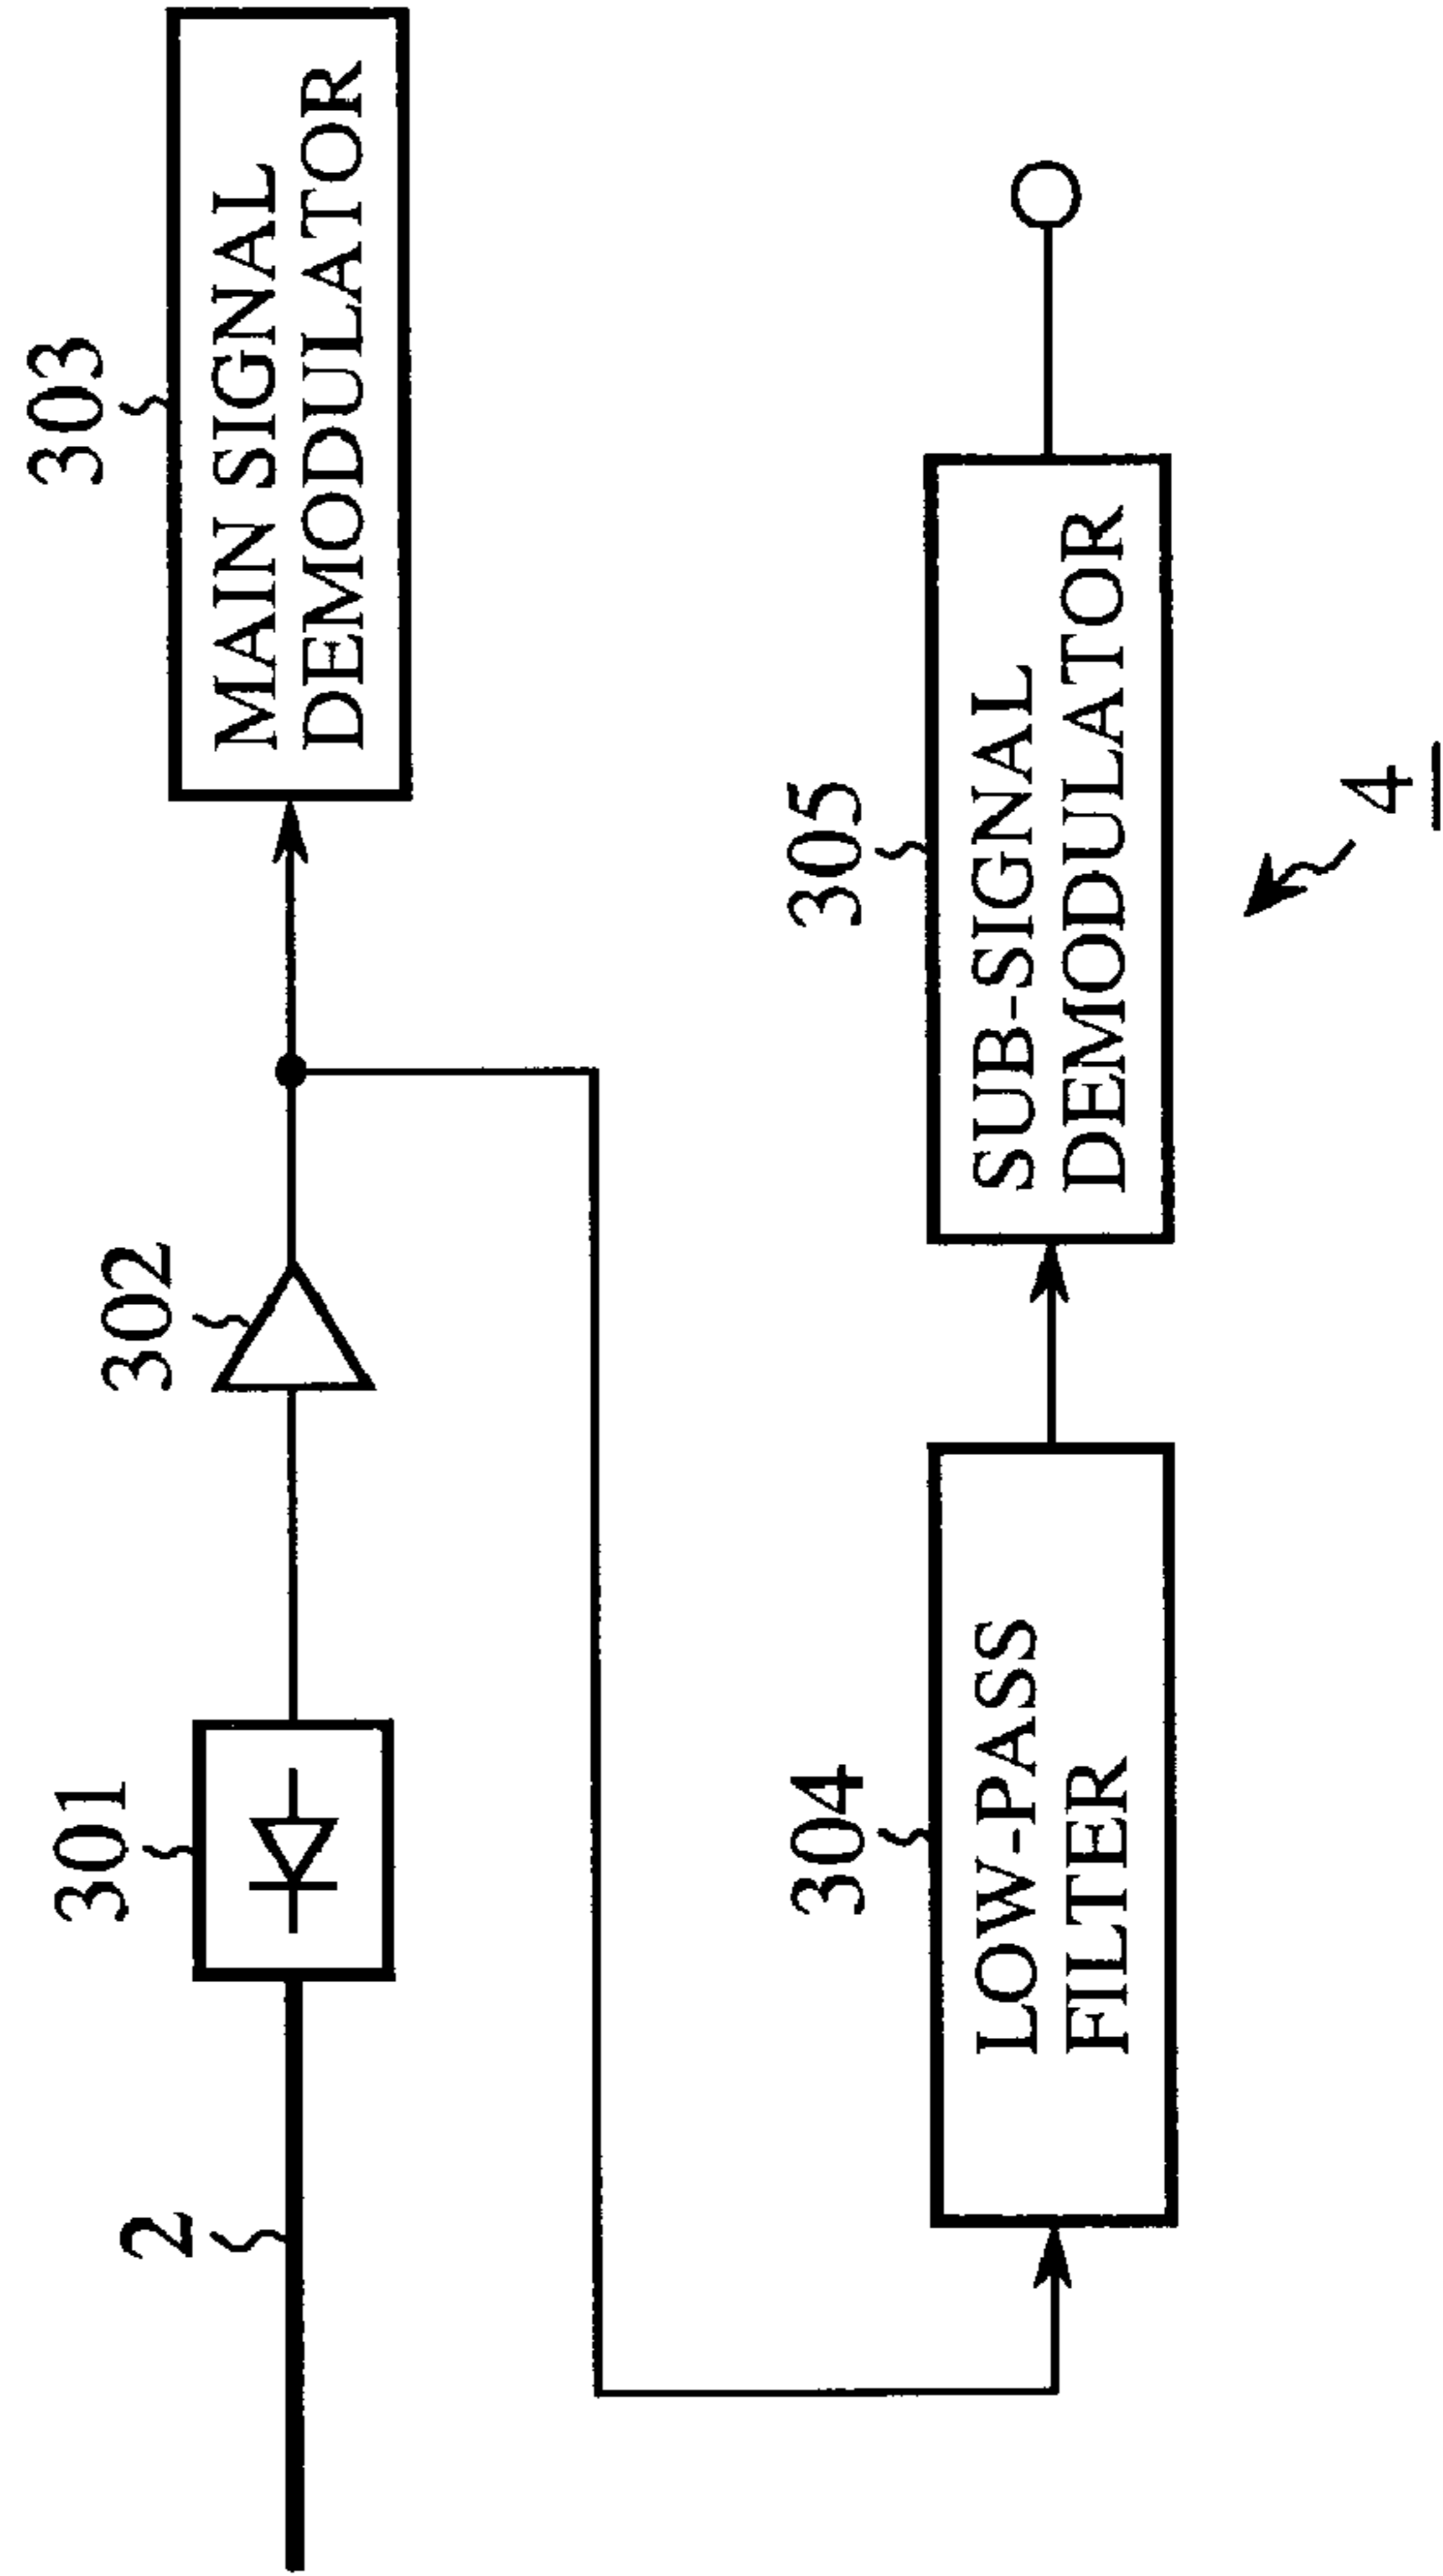 2
301
302
303
MAIN SIGNAL
DEMODULATOR
304
LOW-PASS
FILTER
305
SUB-SIGNAL
DEMODULATOR
4